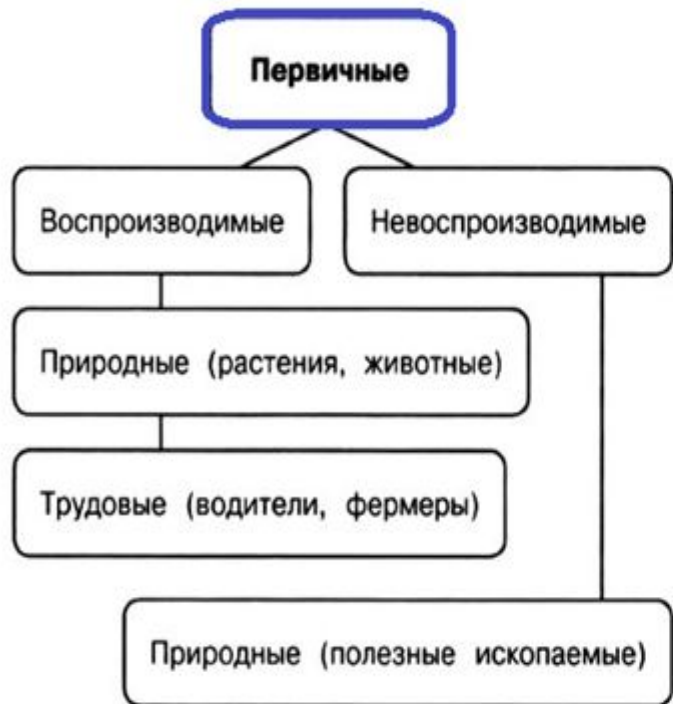 Первичные
Воспроизводимые
Невоспроизводимые
Природные (растения, животные)
Трудовые (водители, фермеры)
Природные (полезные ископаемые)